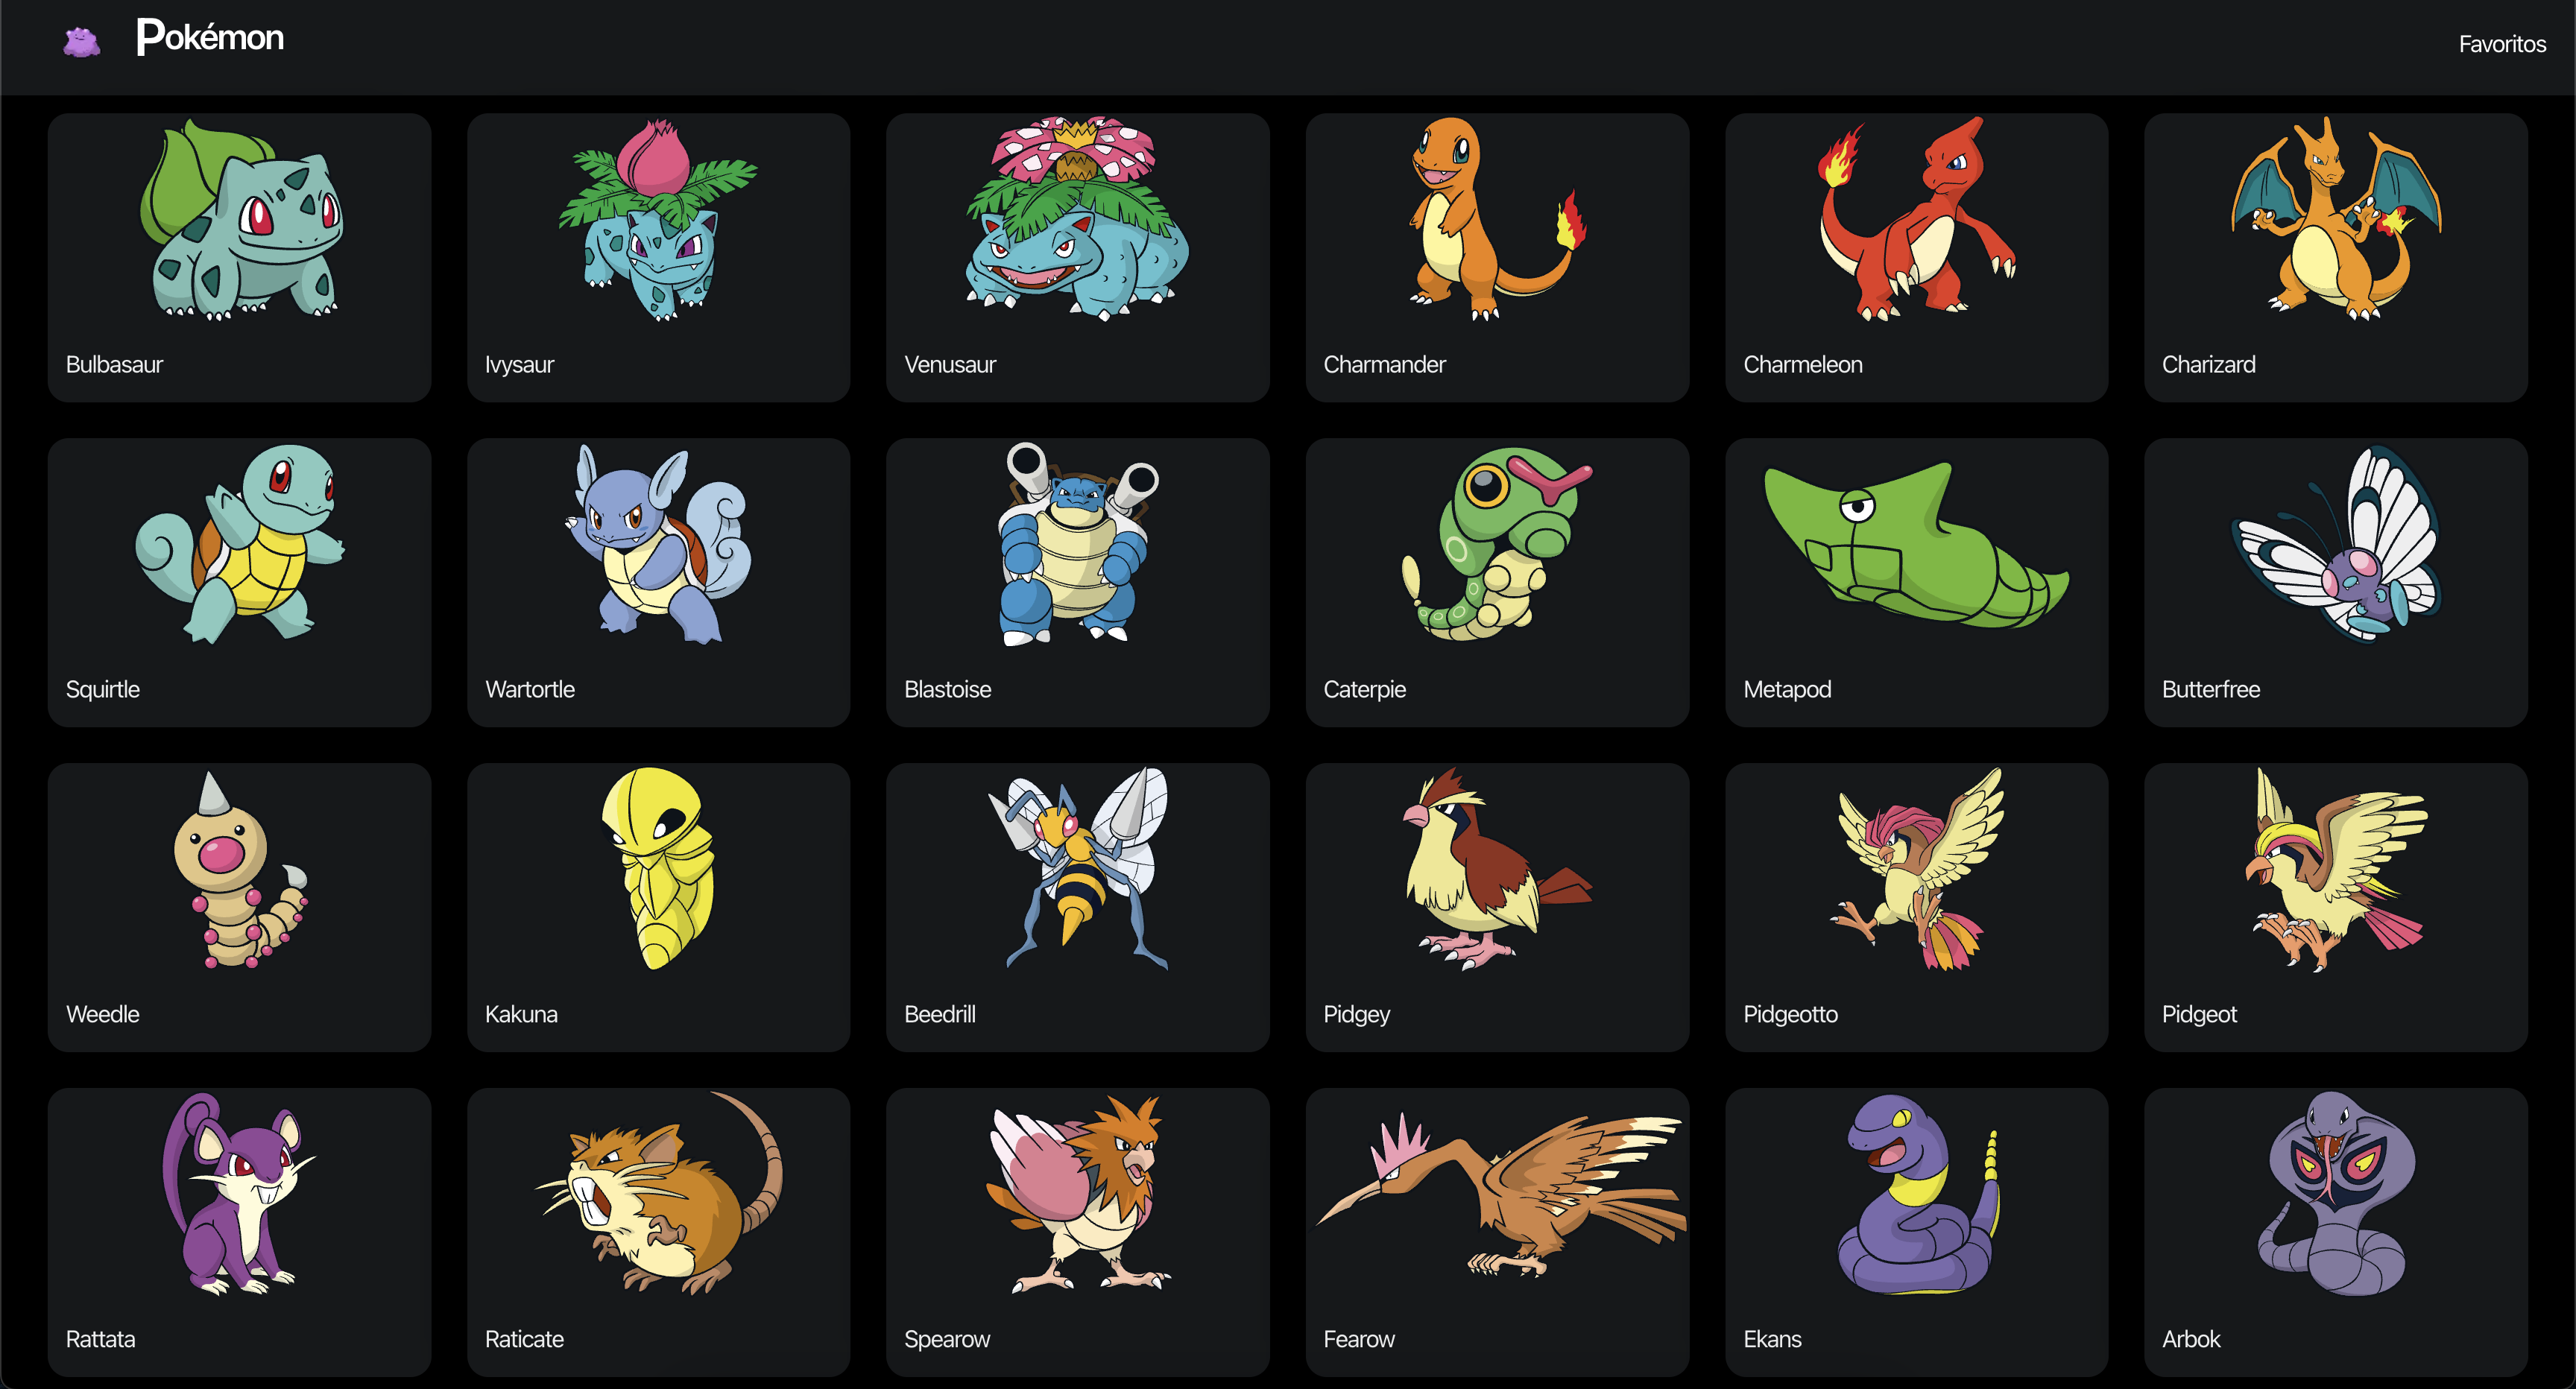 Pokémon
Favoritos
Bulbasaur
Ivysaur
Venusaur
Charmander
Charmeleon
Charizard
Squirtle
Wartortle
Blastoise
Caterpie
Metapod
Butterfree
Weedle
Kakuna
Beedrill
Pidgey
Pidgeotto
Pidgeot
Rattata
Raticate
Spearow
Fearow
Ekans
Arbok